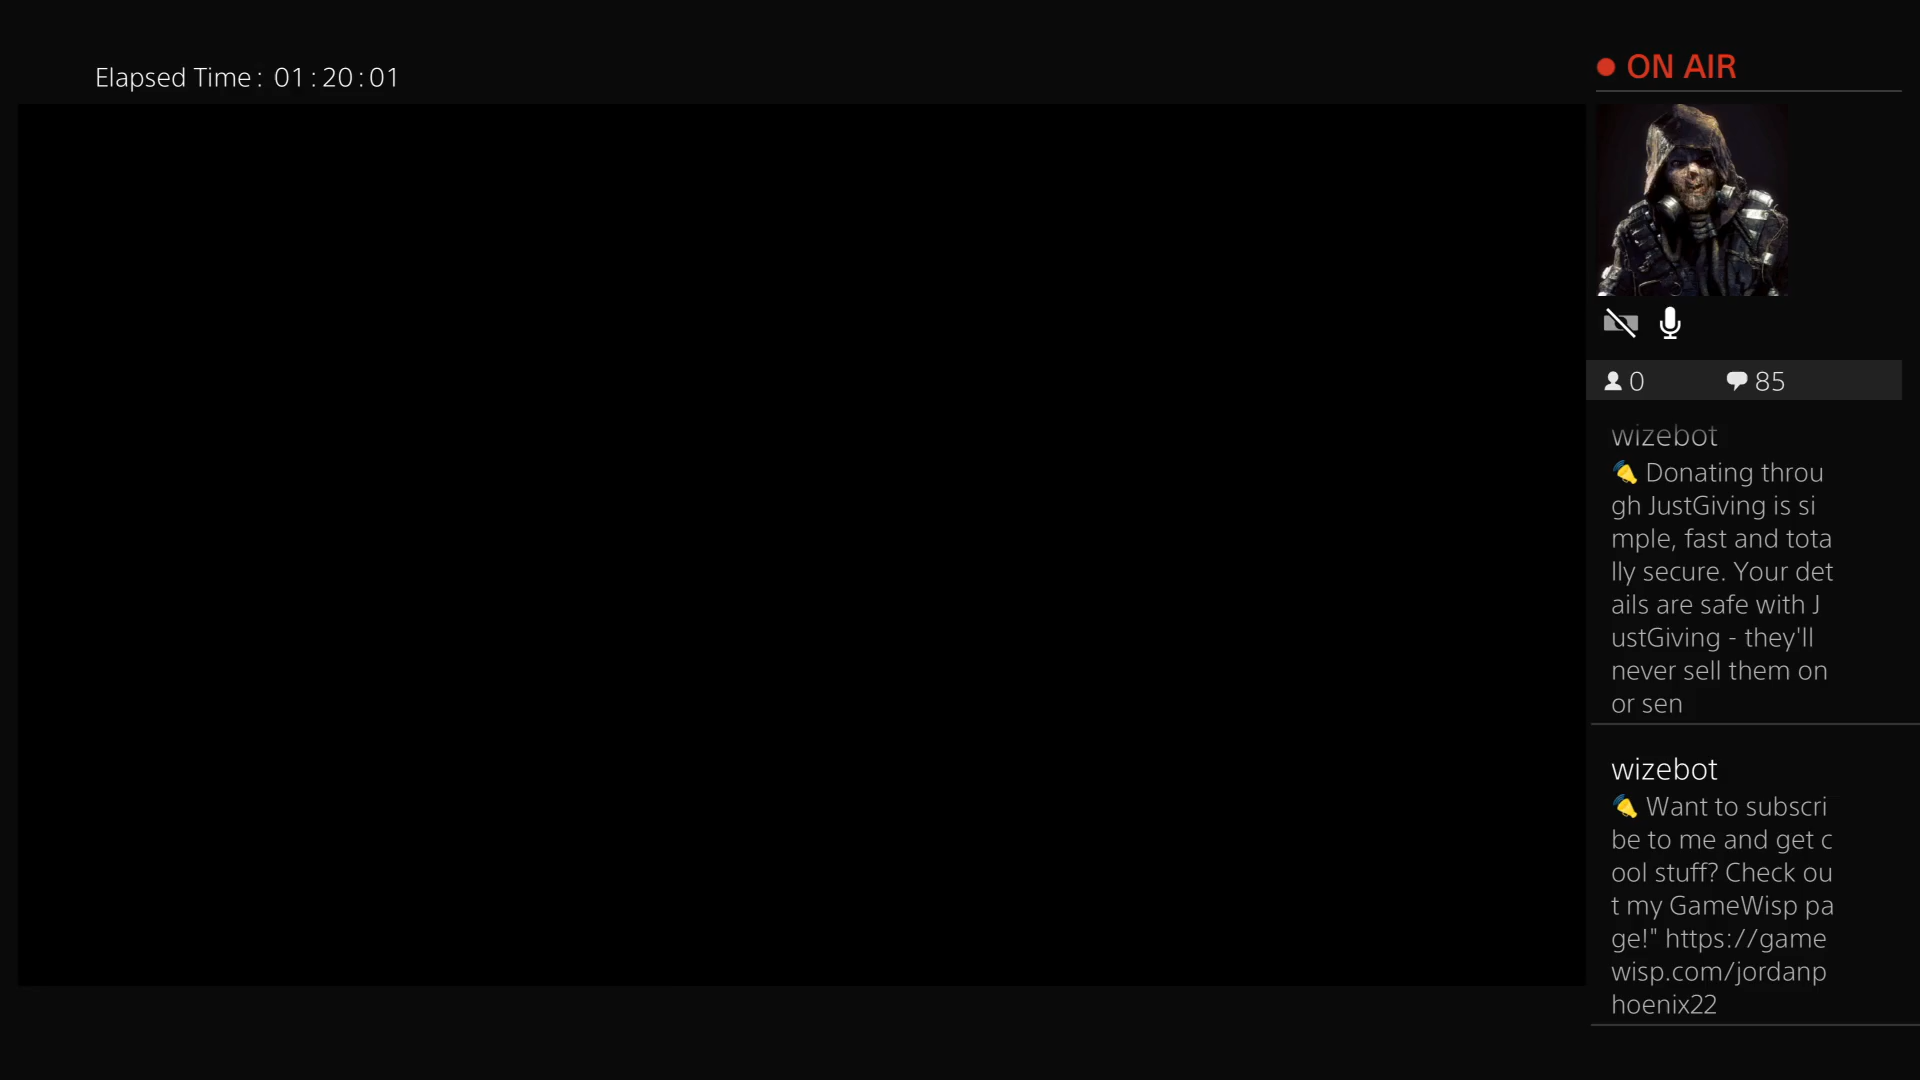 Elapsed Time: 01:20:01
ON AIR
0
85
wizebot
Donating throu
gh JustGiving is si
mple, fast and tota
lly secure. Your det
ails are safe with J
ustGiving - they'll
never sell them on
or sen
wizebot
Want to subscri
be to me and get c
ool stuff? Check ou
t my GameWisp pa
ge!" https://game
wisp.com/jordanp
hoenix22